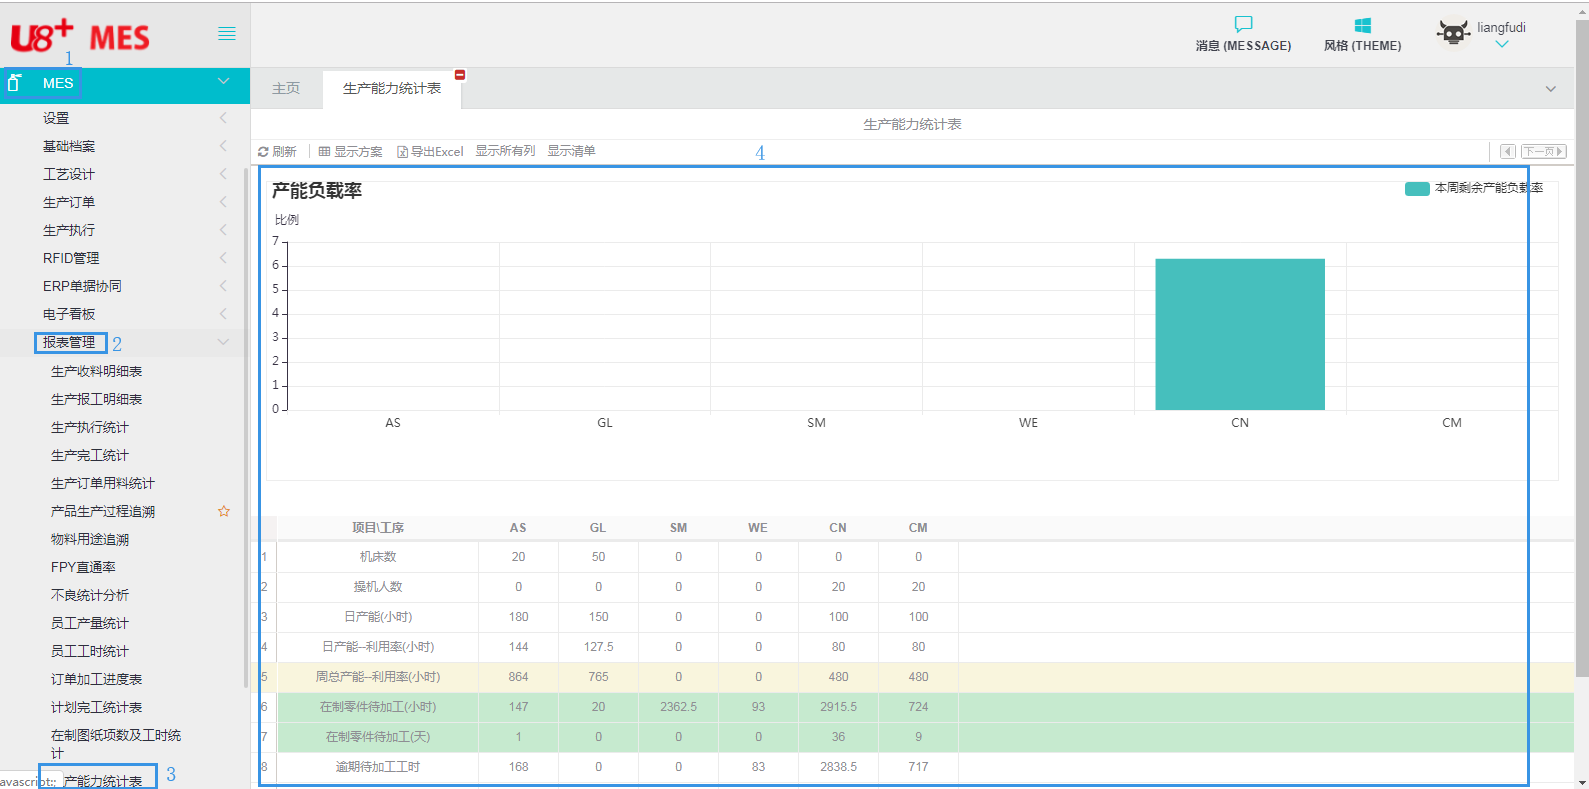 U8+ MES
1
MES
设置
基础档案
工艺设计
生产订单
生产执行
RFID管理
ERP单据协同
电子看板
报表管理 2
生产收料明细表
生产报工明细表
生产执行统计
生产完工统计
生产订单用料统计
产品生产过程追溯
物料用途追溯
FPY直通率
不良统计分析
员工产量统计
员工工时统计
订单加工进度表
计划完工统计表
在制图纸项数及工时统
计
avascript:; 产能力统计表 3
消息 (MESSAGE) 风格 (THEME) liangfudi
主页 生产能力统计表
生产能力统计表
刷新 显示方案 导出Excel 显示所有列 显示清单 4 下一页
产能负载率 本周剩余产能负载率
比例
7
6
5
4
3
2
1
0
AS GL SM WE CN CM
项目\工序 AS GL SM WE CN CM
1 机床数 20 50 0 0 0 0
2 操机人数 0 0 0 0 20 20
3 日产能(小时) 180 150 0 0 100 100
4 日产能--利用率(小时) 144 127.5 0 0 80 80
5 周总产能--利用率(小时) 864 765 0 0 480 480
6 在制零件待加工(小时) 147 20 2362.5 93 2915.5 724
7 在制零件待加工(天) 1 0 0 0 36 9
8 逾期待加工工时 168 0 0 83 2838.5 717